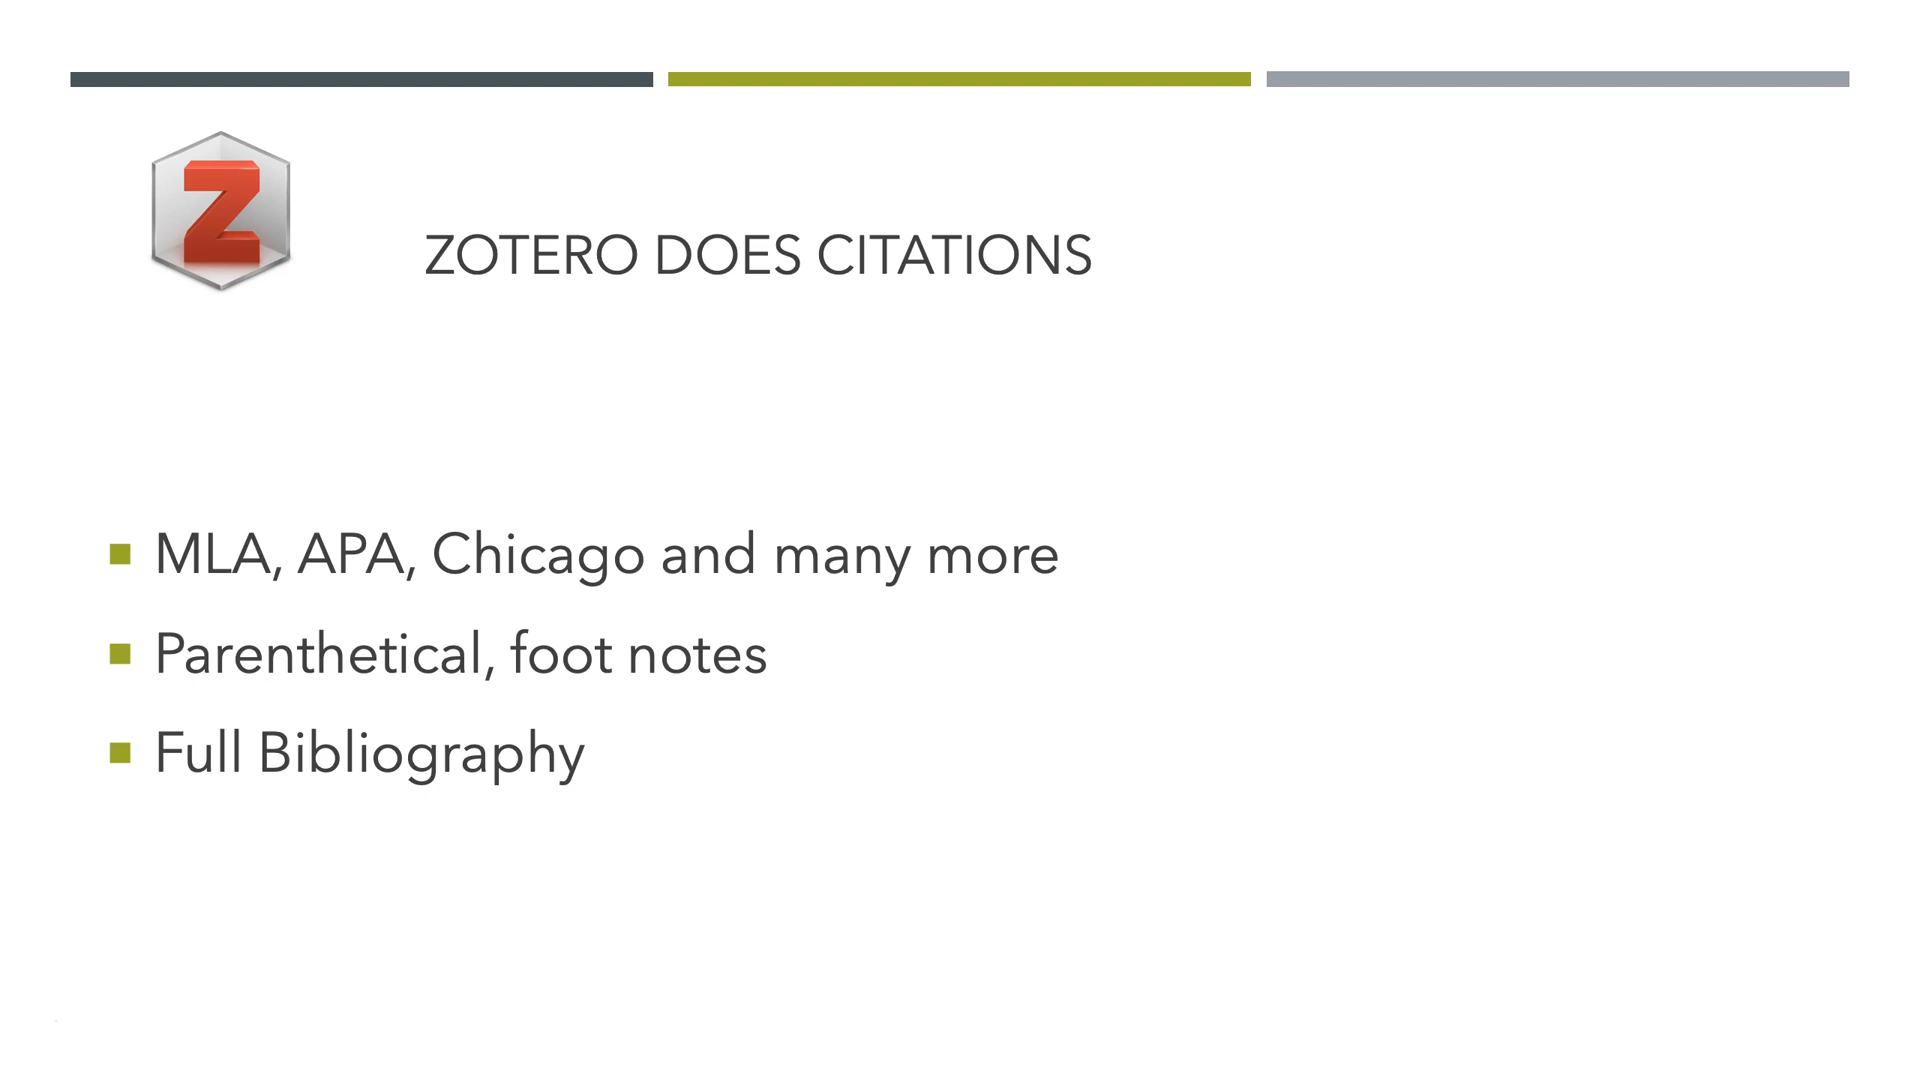 Z
ZOTERO DOES CITATIONS
MLA, APA, Chicago and many more
Parenthetical, foot notes
Full Bibliography